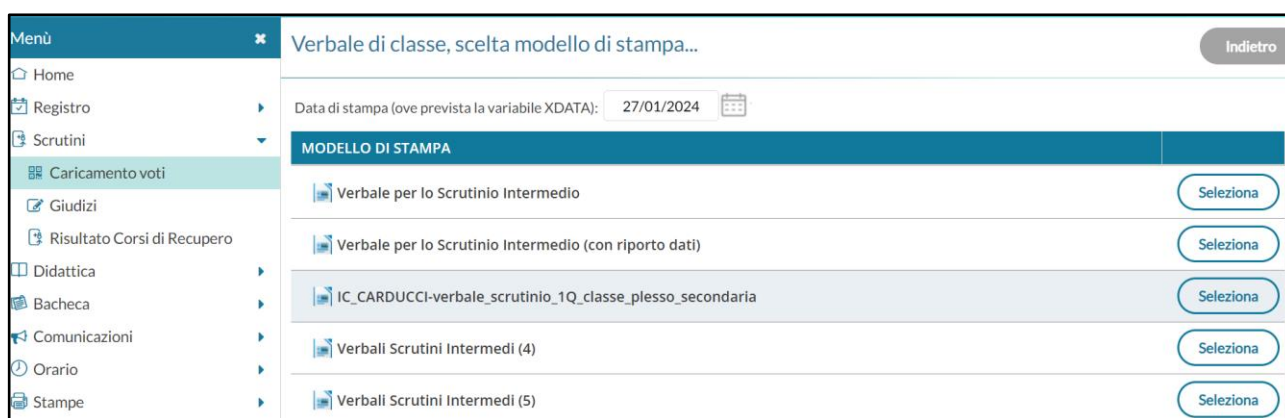 Menù
Home
Registro
Scrutini
Caricamento voti
Giudizi
Risultato Corsi di Recupero
Didattica
Bacheca
Comunicazioni
Orario
Stampe
Verbale di classe, scelta modello di stampa...
Indietro
Data di stampa (ove prevista la variabile XDATA): 27/01/2024
MODELLO DI STAMPA
Verbale per lo Scrutinio Intermedio Seleziona
Verbale per lo Scrutinio Intermedio (con riporto dati) Seleziona
IC_CARDUCCI-verbale_scrutinio_1Q_classe_plesso_secondaria Seleziona
Verbali Scrutini Intermedi (4) Seleziona
Verbali Scrutini Intermedi (5) Seleziona